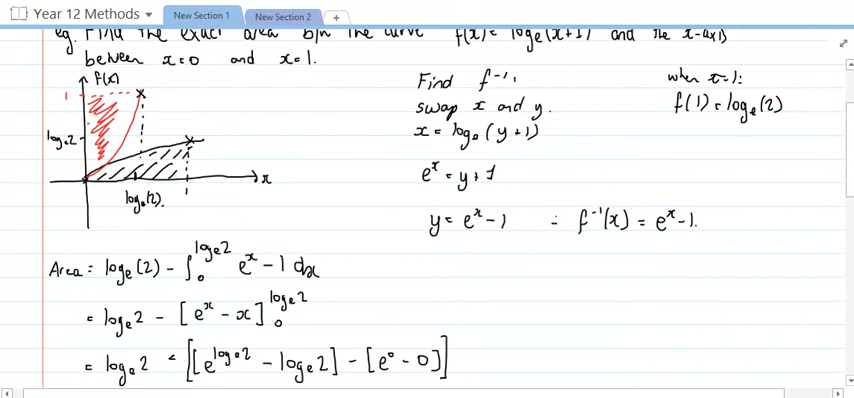 Year 12 Methods
New Section 1
New Section 2
eg. Find the exact area b/n the curve f(x) = logₑ(x+1) and the x-axis
between x=0 and x=1.
f(x)
1
logₑ2
logₑ(2)
x
Find f⁻¹,
swap x and y.
x = logₑ(y+1)
eˣ = y+1
y = eˣ-1 ∴ f⁻¹(x) = eˣ-1.
when x=1:
f(1) = logₑ(2)
Area = logₑ(2) - ∫₀^logₑ2 eˣ-1 dx
= logₑ2 - [eˣ-x]₀^logₑ2
= logₑ2 - [[e^logₑ2 - logₑ2] - [e⁰-0]]